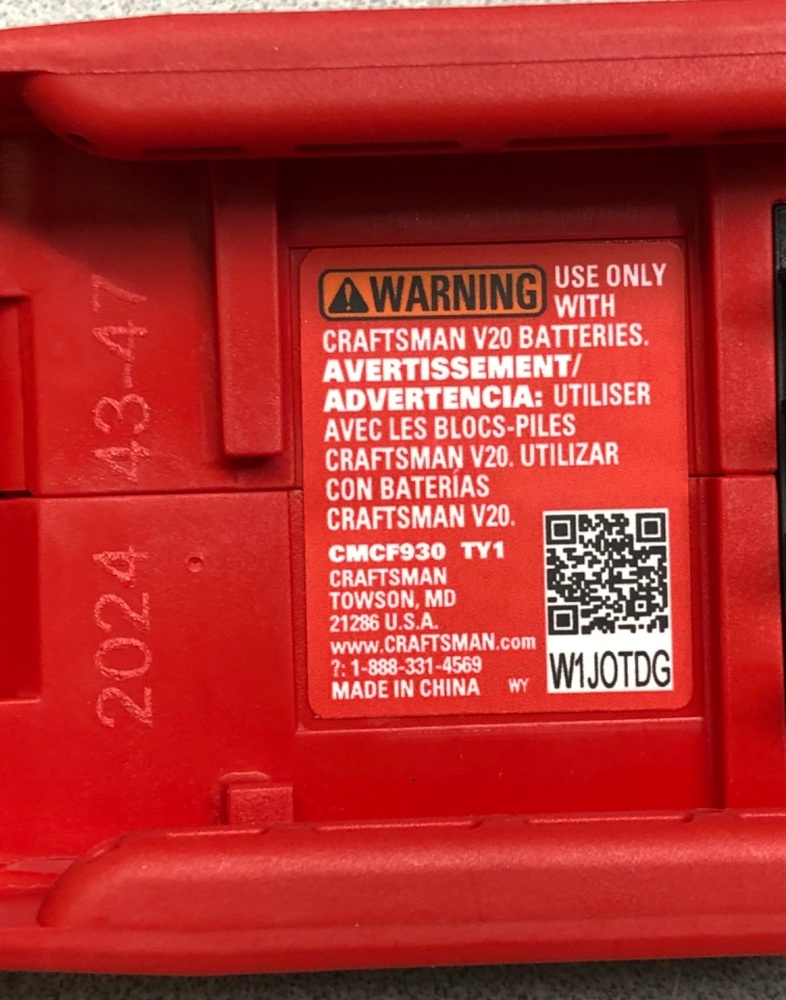 WARNING USE ONLY
WITH
CRAFTSMAN V20 BATTERIES.
AVERTISSEMENT/
ADVERTENCIA: UTILISER
AVEC LES BLOCS-PILES
CRAFTSMAN V20. UTILIZAR
CON BATERÍAS
CRAFTSMAN V20.
CMCF930 TY1
CRAFTSMAN
TOWSON, MD
21286 U.S.A.
www.CRAFTSMAN.com
?: 1-888-331-4569
MADE IN CHINA WY
W1JOTDG
2024 43-47